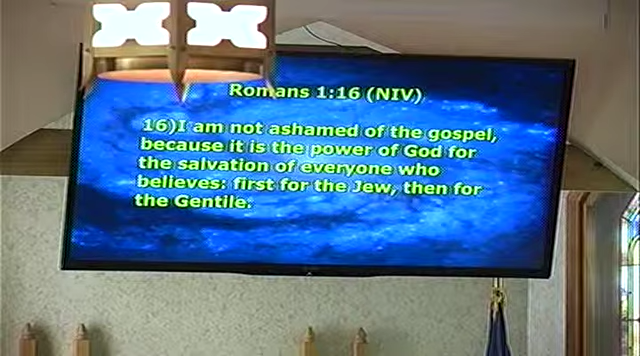 Romans 1:16 (NIV)
16)I am not ashamed of the gospel,
because it is the power of God for
the salvation of everyone who
believes: first for the Jew, then for
the Gentile.